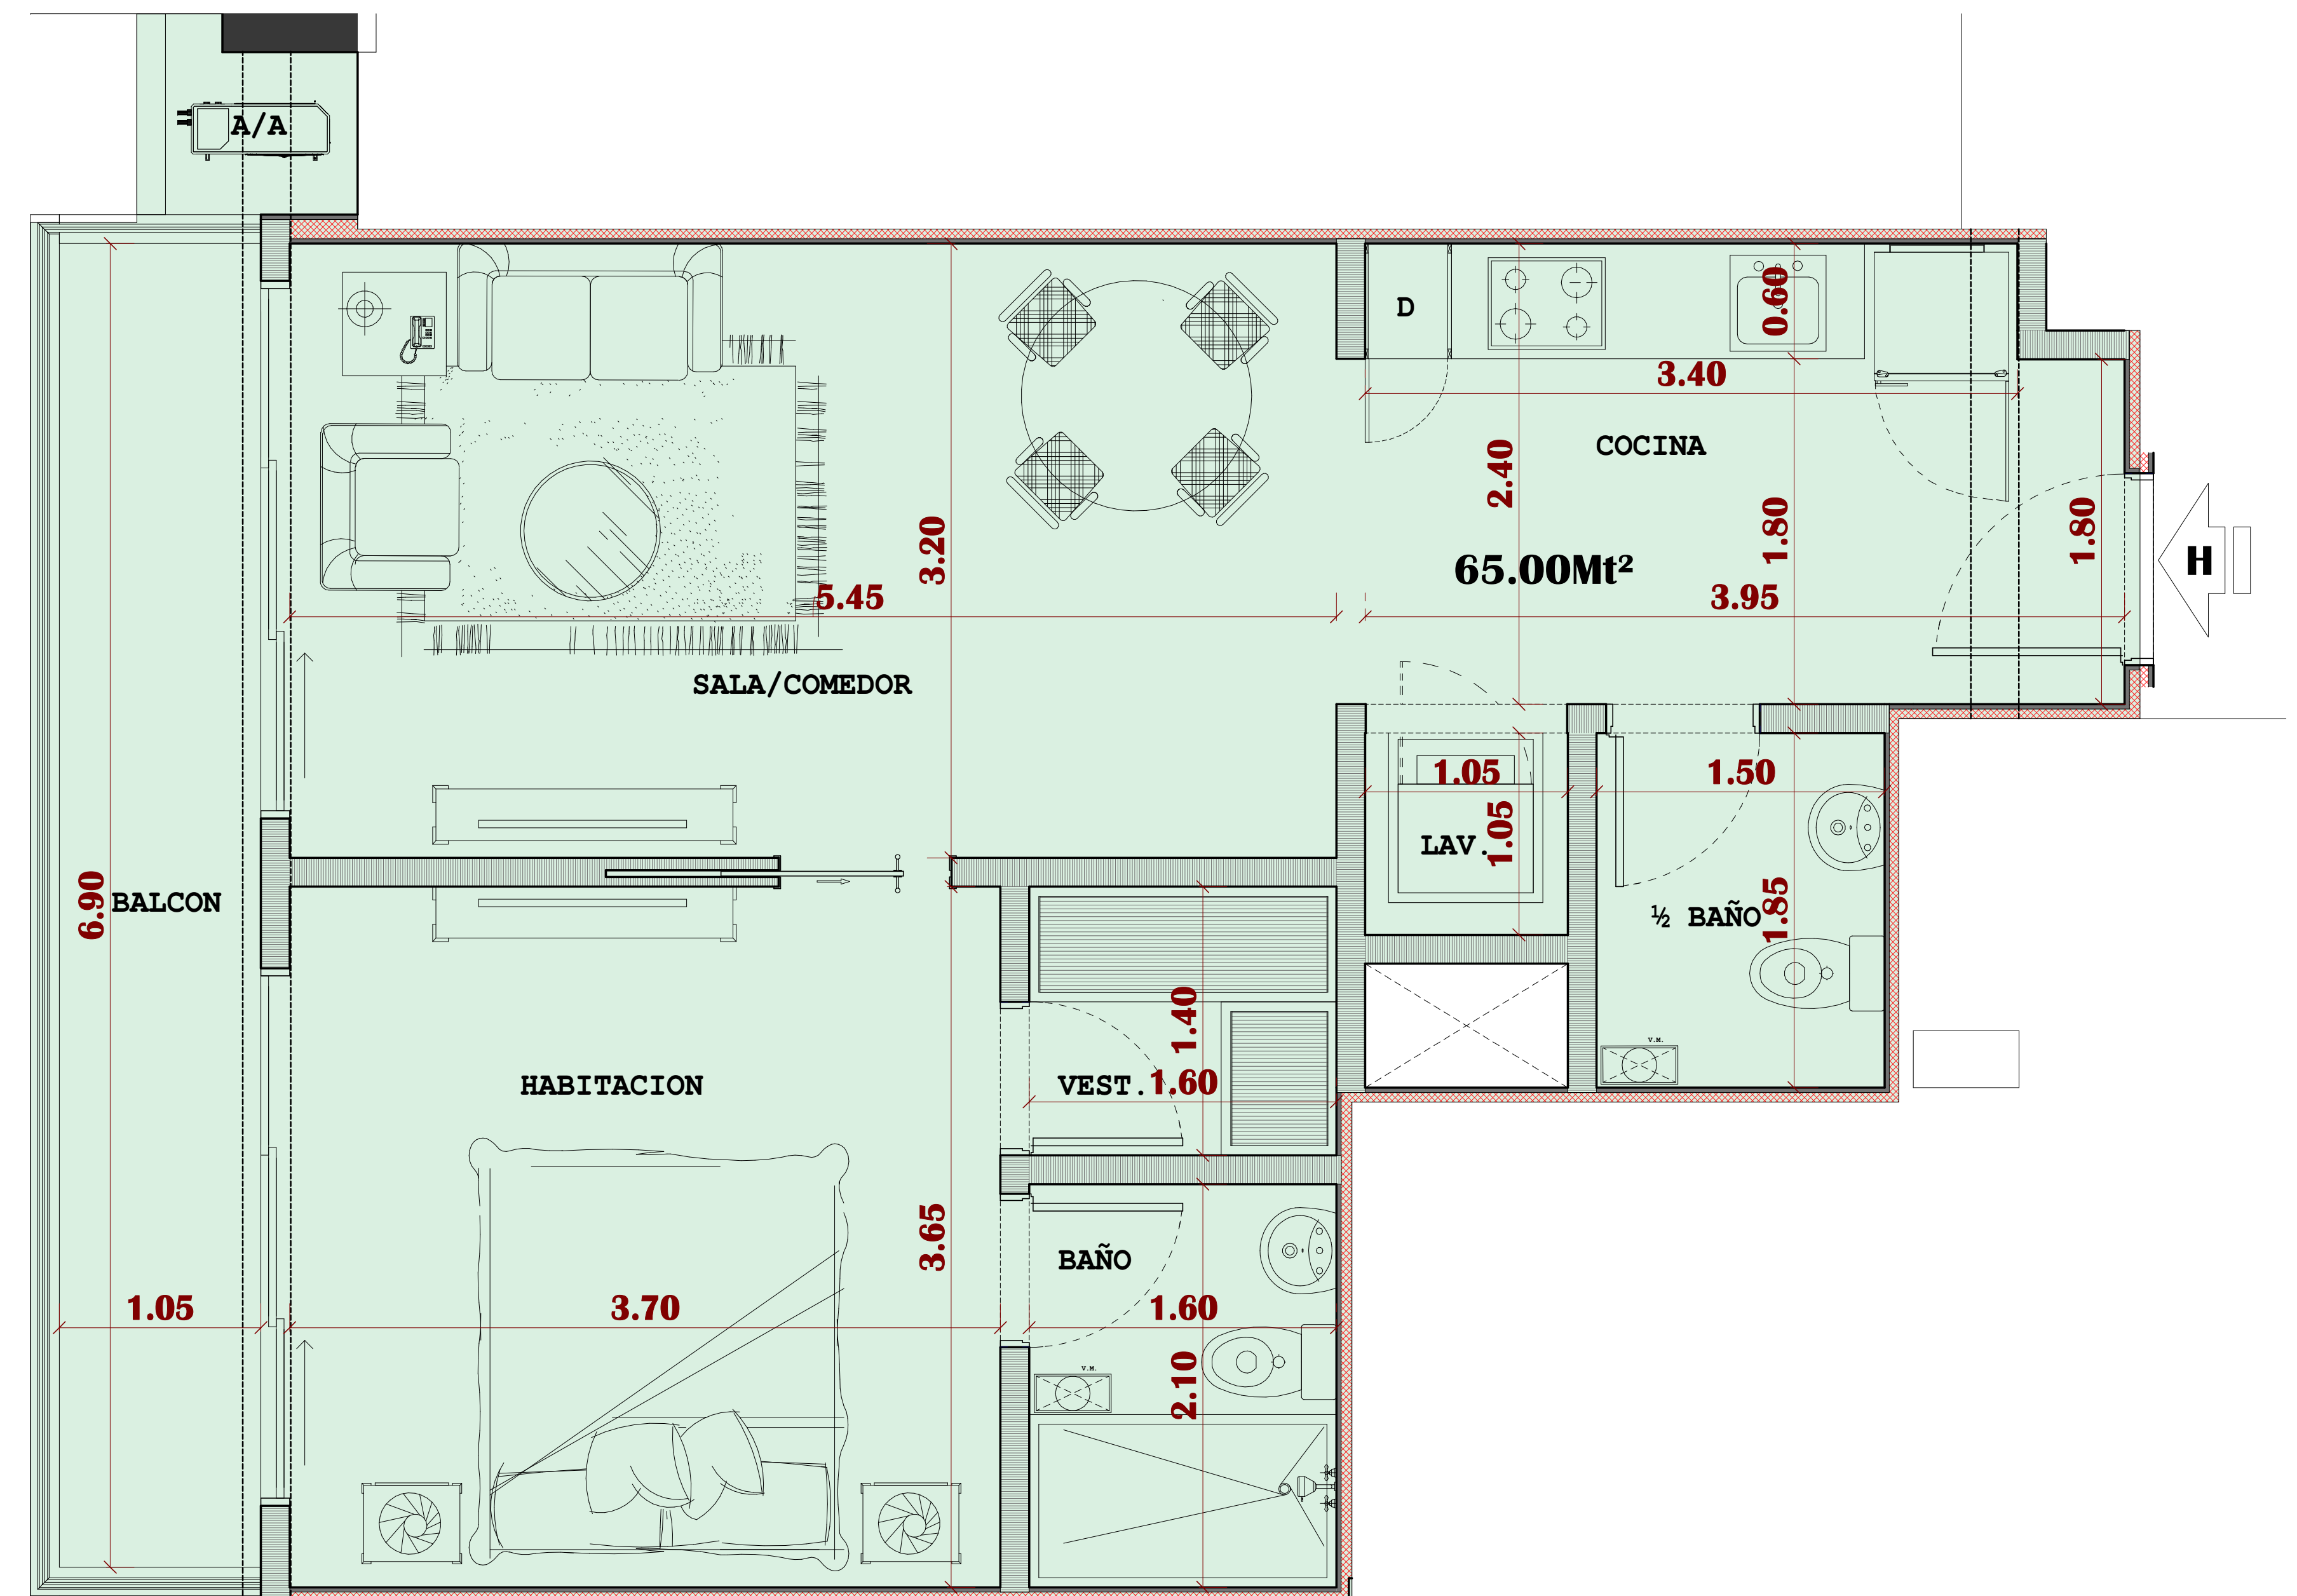 A/A
D
0.60
3.40
COCINA
2.40
1.80
1.80
H
3.20
65.00Mt²
5.45
3.95
SALA/COMEDOR
1.05
1.50
LAV.
1.05
6.90
BALCON
½ BAÑO
1.85
1.40
V.M.
HABITACION
VEST.
1.60
3.65
BAÑO
1.05
3.70
1.60
V.M.
2.10